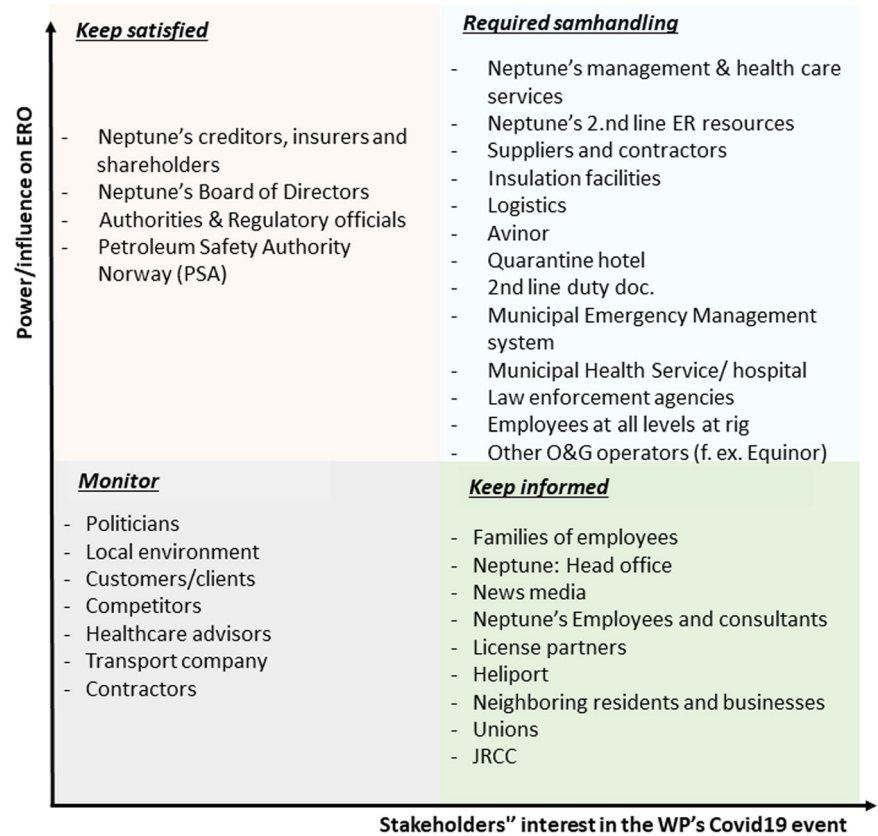 Power/influence on ERO
Keep satisfied
- Neptune's creditors, insurers and
shareholders
- Neptune's Board of Directors
- Authorities & Regulatory officials
- Petroleum Safety Authority
Norway (PSA)
Required samhandling
- Neptune's management & health care
services
- Neptune's 2.nd line ER resources
- Suppliers and contractors
- Insulation facilities
- Logistics
- Avinor
- Quarantine hotel
- 2nd line duty doc.
- Municipal Emergency Management
system
- Municipal Health Service/ hospital
- Law enforcement agencies
- Employees at all levels at rig
- Other O&G operators (f. ex. Equinor)
Monitor
- Politicians
- Local environment
- Customers/clients
- Competitors
- Healthcare advisors
- Transport company
- Contractors
Keep informed
- Families of employees
- Neptune: Head office
- News media
- Neptune's Employees and consultants
- License partners
- Heliport
- Neighboring residents and businesses
- Unions
- JRCC
Stakeholders'' interest in the WP's Covid19 event